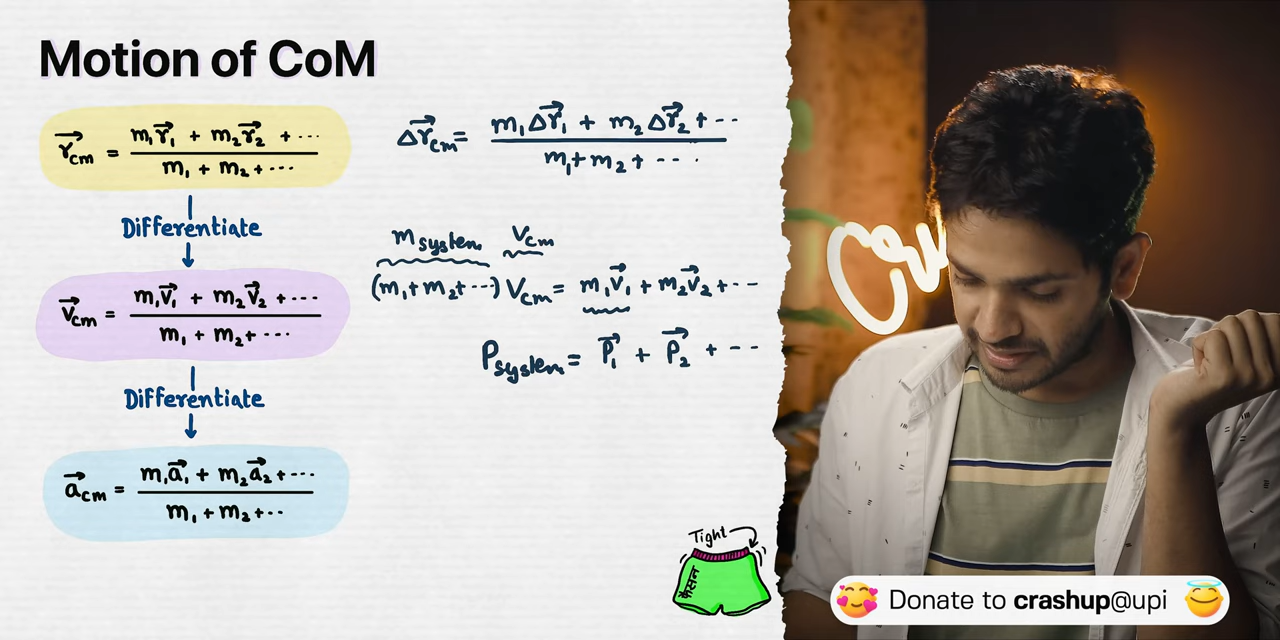 Motion of CoM
r⃗cm = (m₁r⃗₁ + m₂r⃗₂ + ···) / (m₁ + m₂ + ···)
Differentiate
v⃗cm = (m₁v⃗₁ + m₂v⃗₂ + ···) / (m₁ + m₂ + ···)
Differentiate
a⃗cm = (m₁a⃗₁ + m₂a⃗₂ + ···) / (m₁ + m₂ + ··)
Δr⃗cm = (m₁Δr⃗₁ + m₂Δr⃗₂ + ···) / (m₁ + m₂ + ···)
msystem Vcm
(m₁ + m₂ + ···) Vcm = m₁v⃗₁ + m₂v⃗₂ + ···
Psystem = P⃗₁ + P⃗₂ + ···
Tight
फैसन
Cru
Donate to crashup@upi